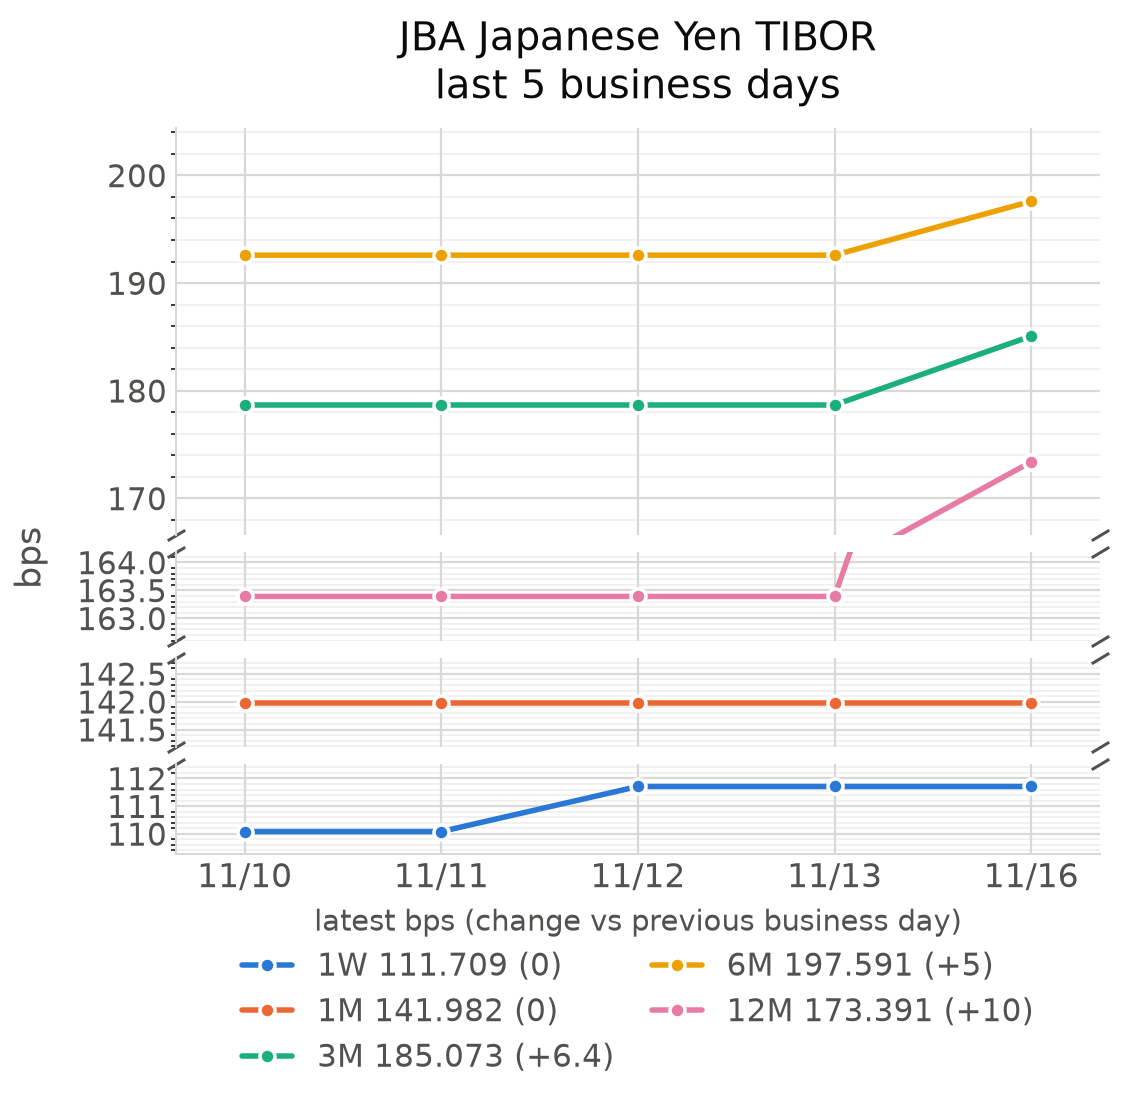 JBA Japanese Yen TIBOR
last 5 business days
bps
200
190
180
170
164.0
163.5
163.0
142.5
142.0
141.5
112
111
110
11/10 11/11 11/12 11/13 11/16
latest bps (change vs previous business day)
1W 111.709 (0) 6M 197.591 (+5)
1M 141.982 (0) 12M 173.391 (+10)
3M 185.073 (+6.4)